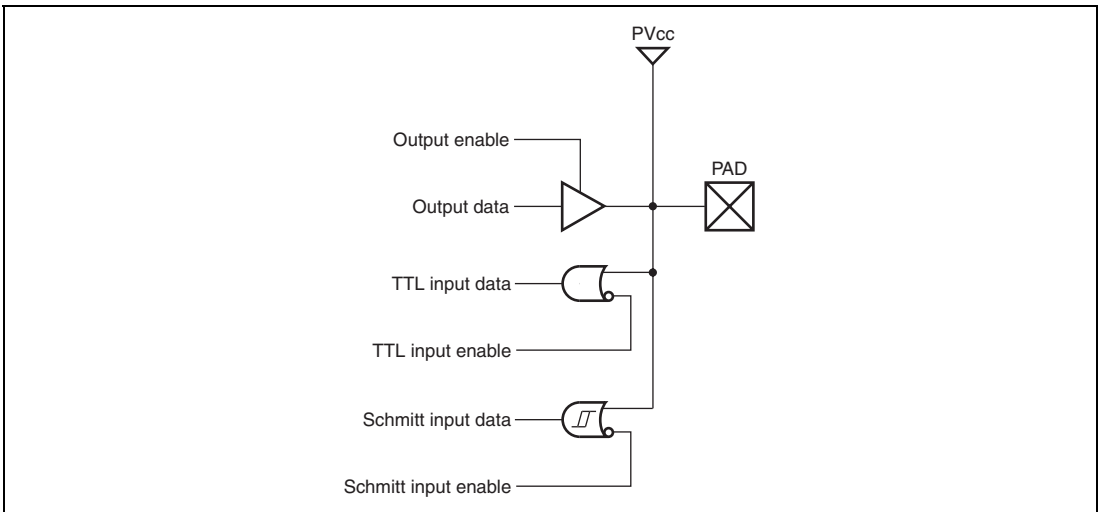 PVcc
Output enable
PAD
Output data
TTL input data
TTL input enable
Schmitt input data
Schmitt input enable